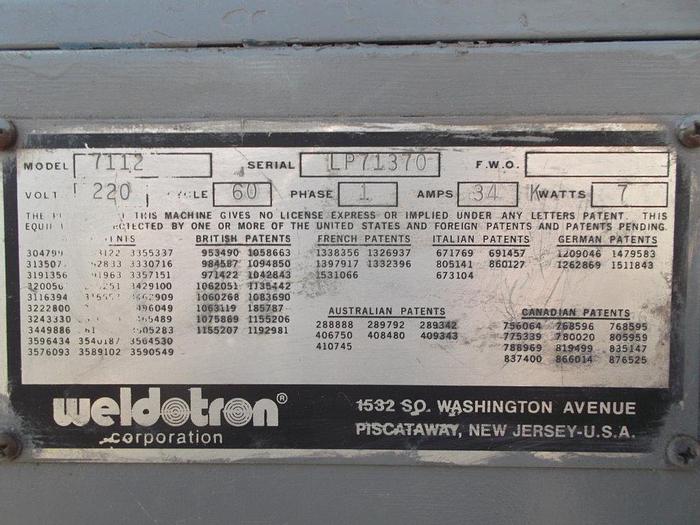 MODEL 7112 SERIAL LP71370 F.W.O.
VOLT 220 CYCLE 60 PHASE 1 AMPS 34 KWATTS 7
THE THIS MACHINE GIVES NO LICENSE EXPRESS OR IMPLIED UNDER ANY LETTERS PATENT. THIS
PROTECTED BY ONE OR MORE OF THE UNITED STATES AND FOREIGN PATENTS AND PATENTS PENDING.
BRITISH PATENTS FRENCH PATENTS ITALIAN PATENTS GERMAN PATENTS
3355337 953490 1058663 1338356 1326937 671769 691457 1209046 1479583
3330716 984587 1094850 1397917 1332396 805141 860127 1262869 1511843
3191356 3357151 971422 1042843 1531066 673104
3429100 1062051 1135442
3116394 1060268 1083690 AUSTRALIAN PATENTS CANADIAN PATENTS
3222800 1063119 185787 288888 289792 289342 756064 768596 768595
1075869 1155206 406750 408480 409343 775339 780020 805959
3449886 1155207 1192981 410745 788969 819499 835147
3596434 3540187 3564530 837400 866014 876525
3576093 3589102 3590549
weldotron®
corporation
1532 SO. WASHINGTON AVENUE
PISCATAWAY, NEW JERSEY-U.S.A.